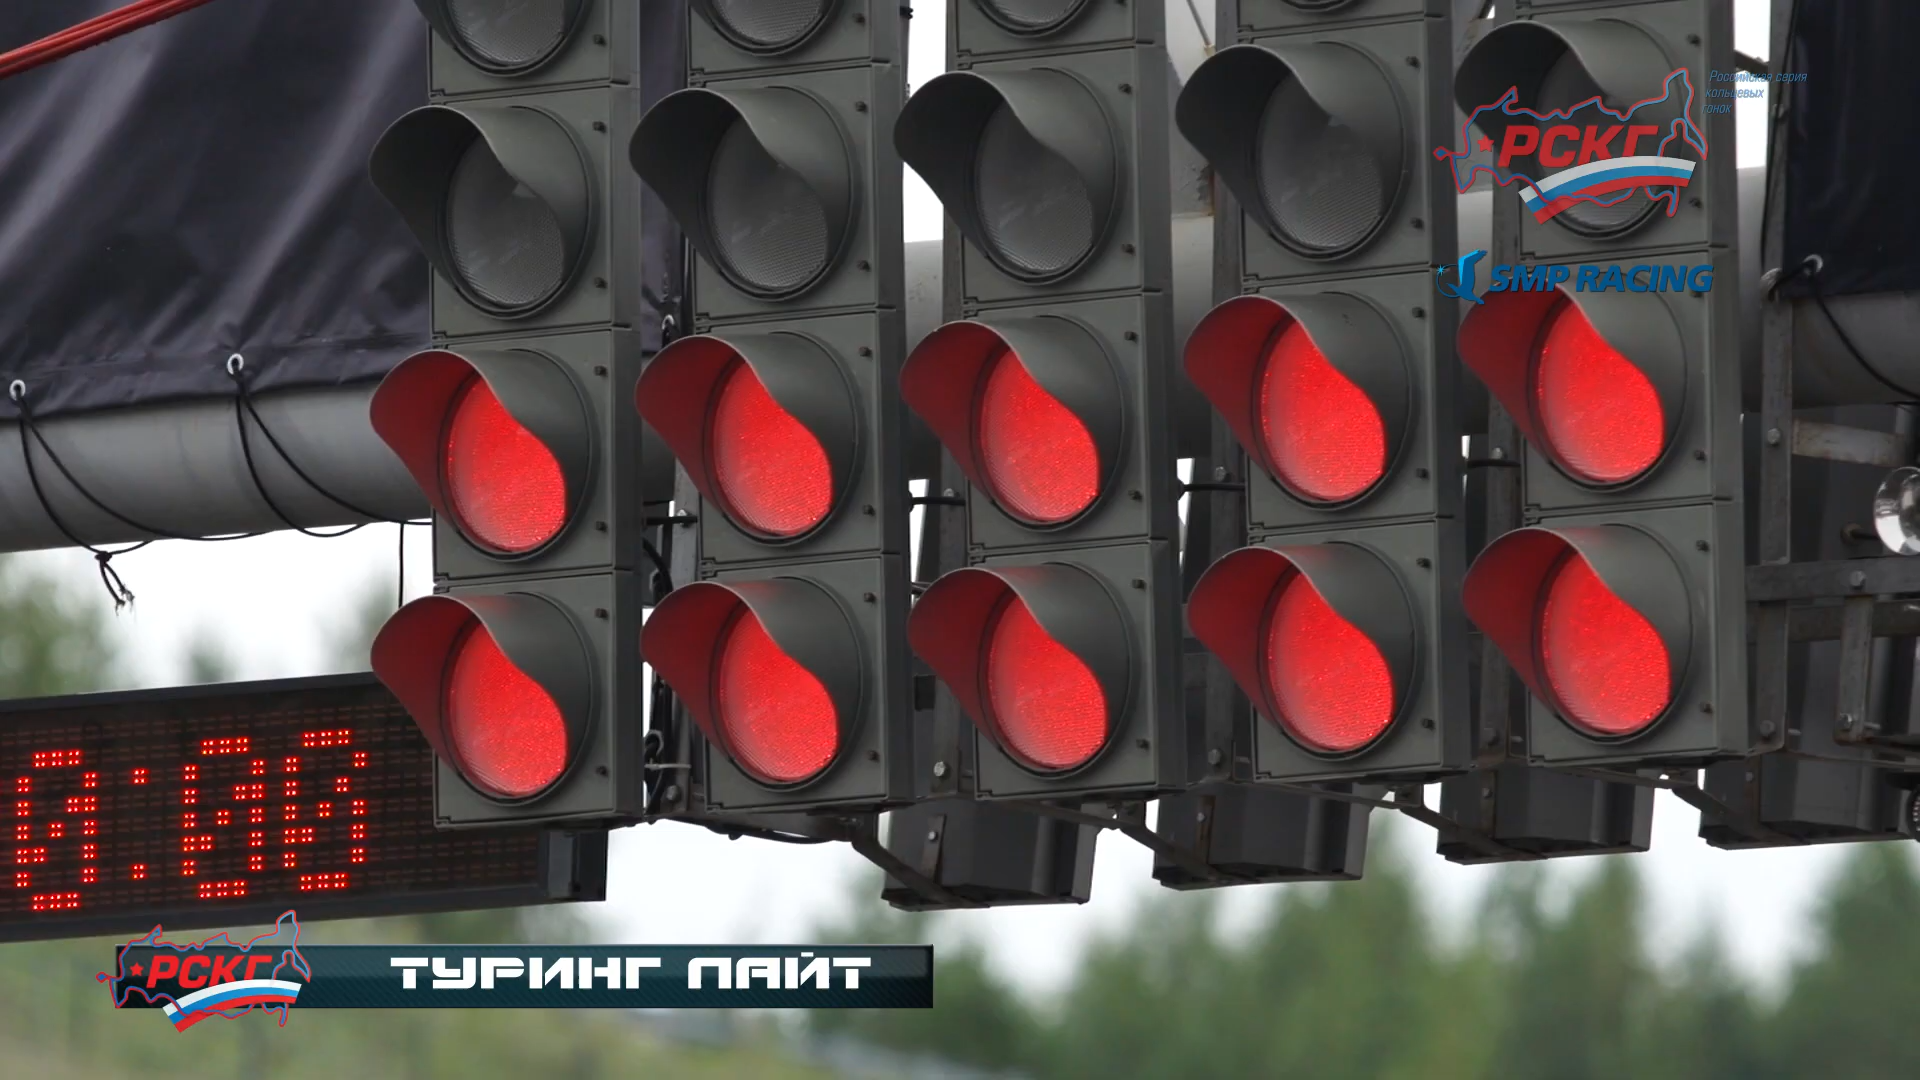 Российская серия
кольцевых
гонок
РСКГ
SMP RACING
0:00
РСКГ
ТУРИНГ ЛАЙТ